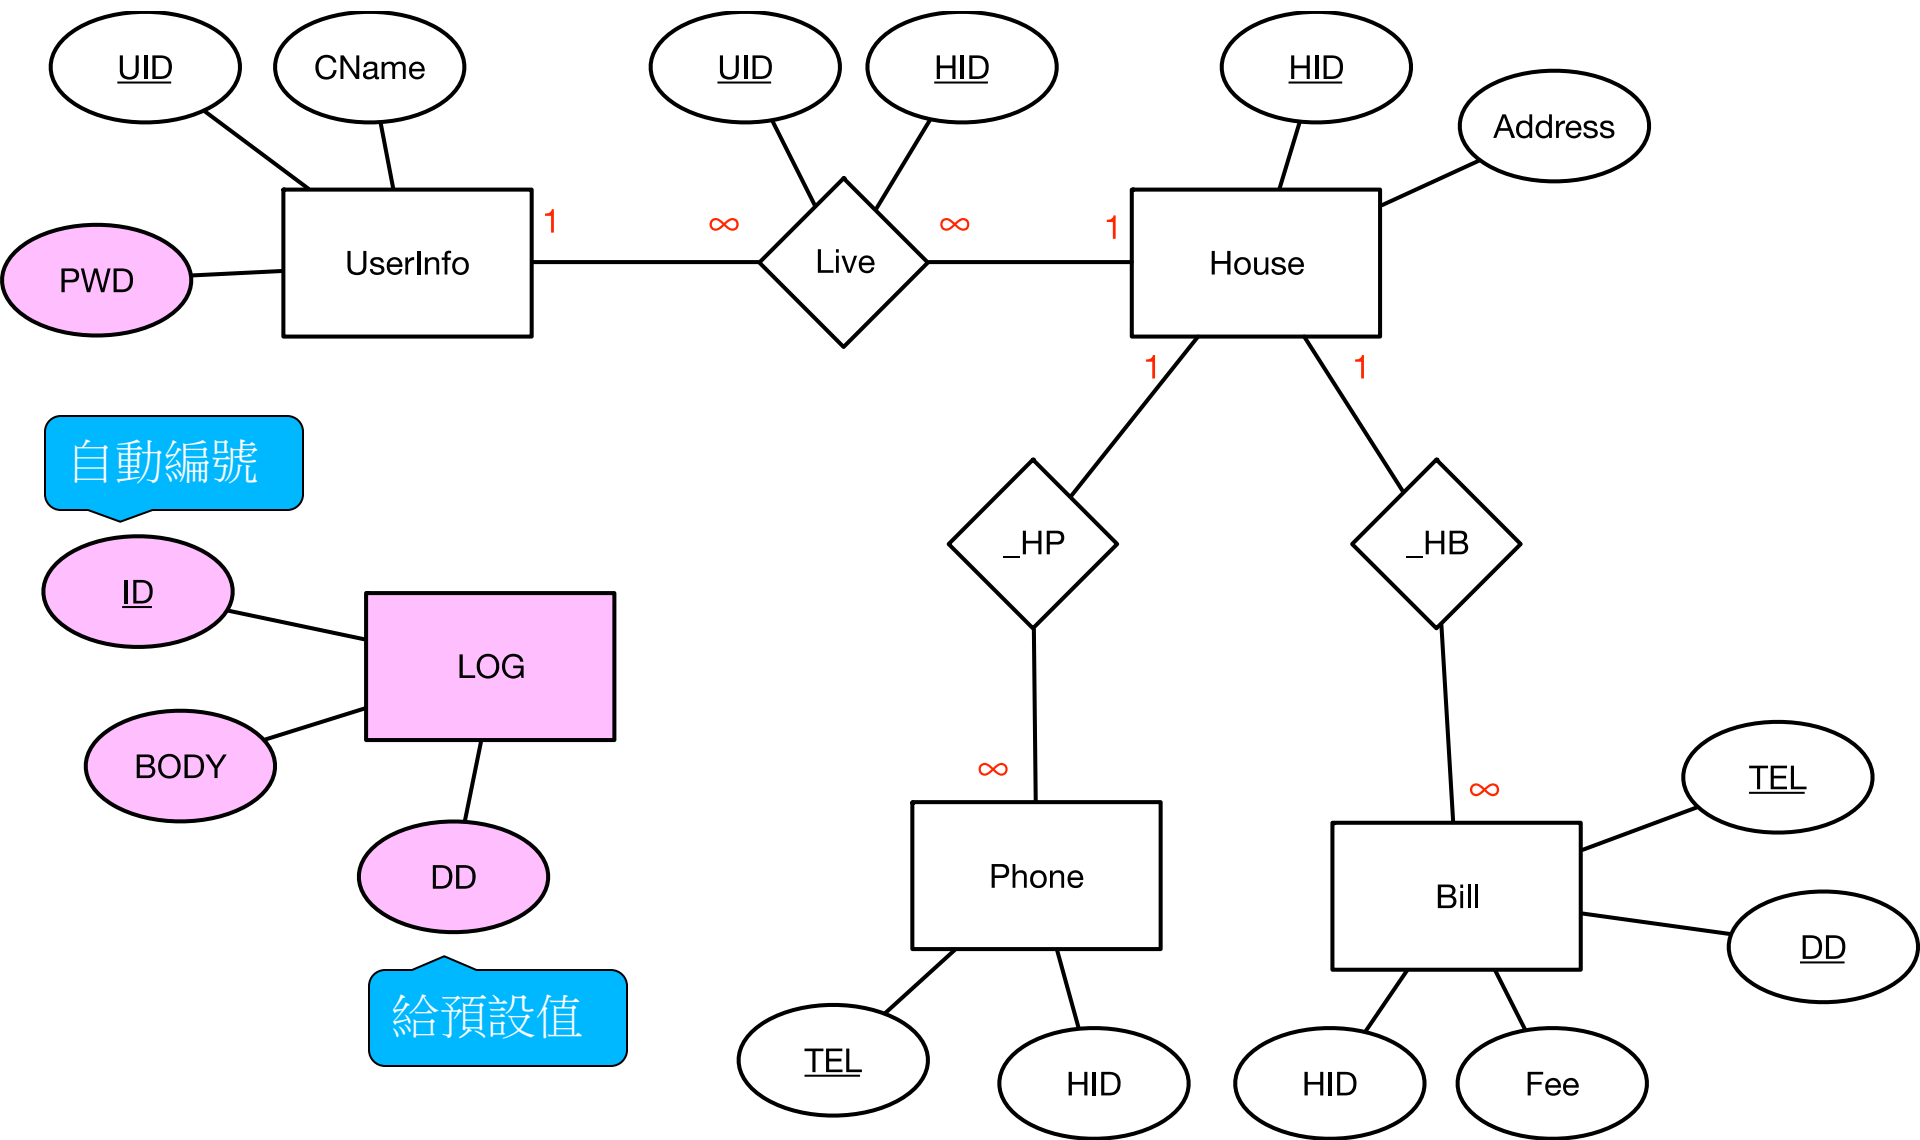 UID
CName
UID
HID
HID
Address
PWD
UserInfo
1
∞
Live
∞
1
House
1
1
自動編號
_HP
_HB
ID
LOG
BODY
DD
給預設值
∞
∞
Phone
Bill
TEL
DD
TEL
HID
HID
Fee